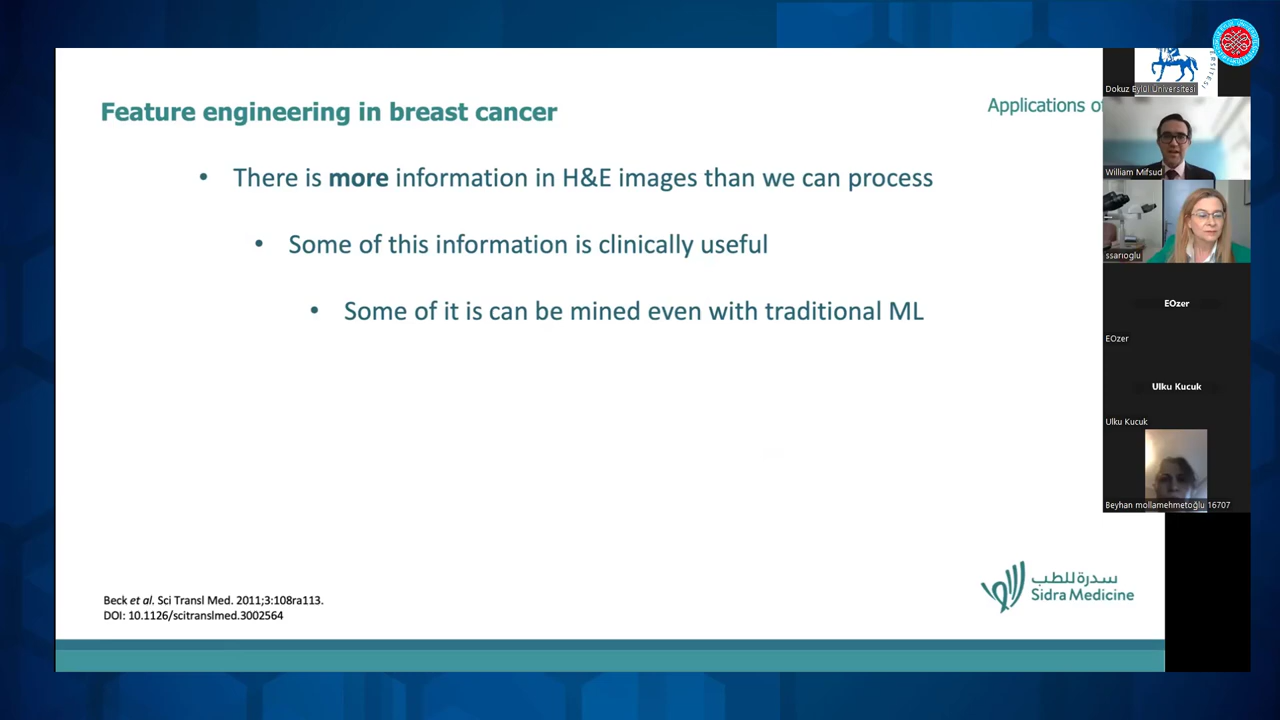 Feature engineering in breast cancer
Applications of
• There is more information in H&E images than we can process
• Some of this information is clinically useful
• Some of it is can be mined even with traditional ML
Beck et al. Sci Transl Med. 2011;3:108ra113.
DOI: 10.1126/scitranslmed.3002564
سدرة للطب
Sidra Medicine
ERSİTESİ
Dokuz Eylül Üniversitesi
William Mifsud
ssarıoglu
EOzer
EOzer
Ulku Kucuk
Ulku Kucuk
Beyhan mollamehmetoğlu 16707